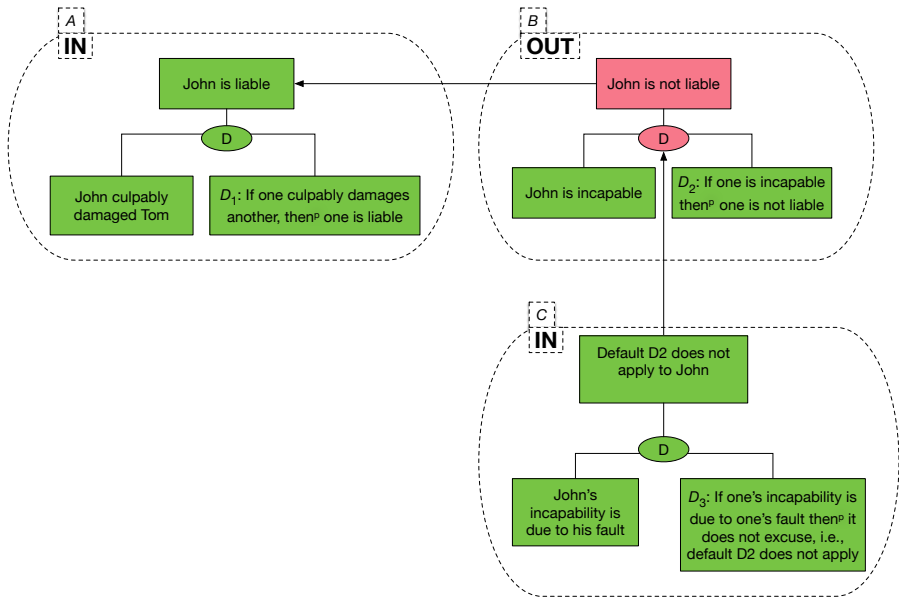 A
IN
John is liable
D
John culpably
damaged Tom
D₁: If one culpably damages
another, thenᵖ one is liable
B
OUT
John is not liable
D
John is incapable
D₂: If one is incapable
thenᵖ one is not liable
C
IN
Default D2 does not
apply to John
D
John’s
incapability is
due to his fault
D₃: If one’s incapability is
due to one’s fault thenᵖ it
does not excuse, i.e.,
default D2 does not apply